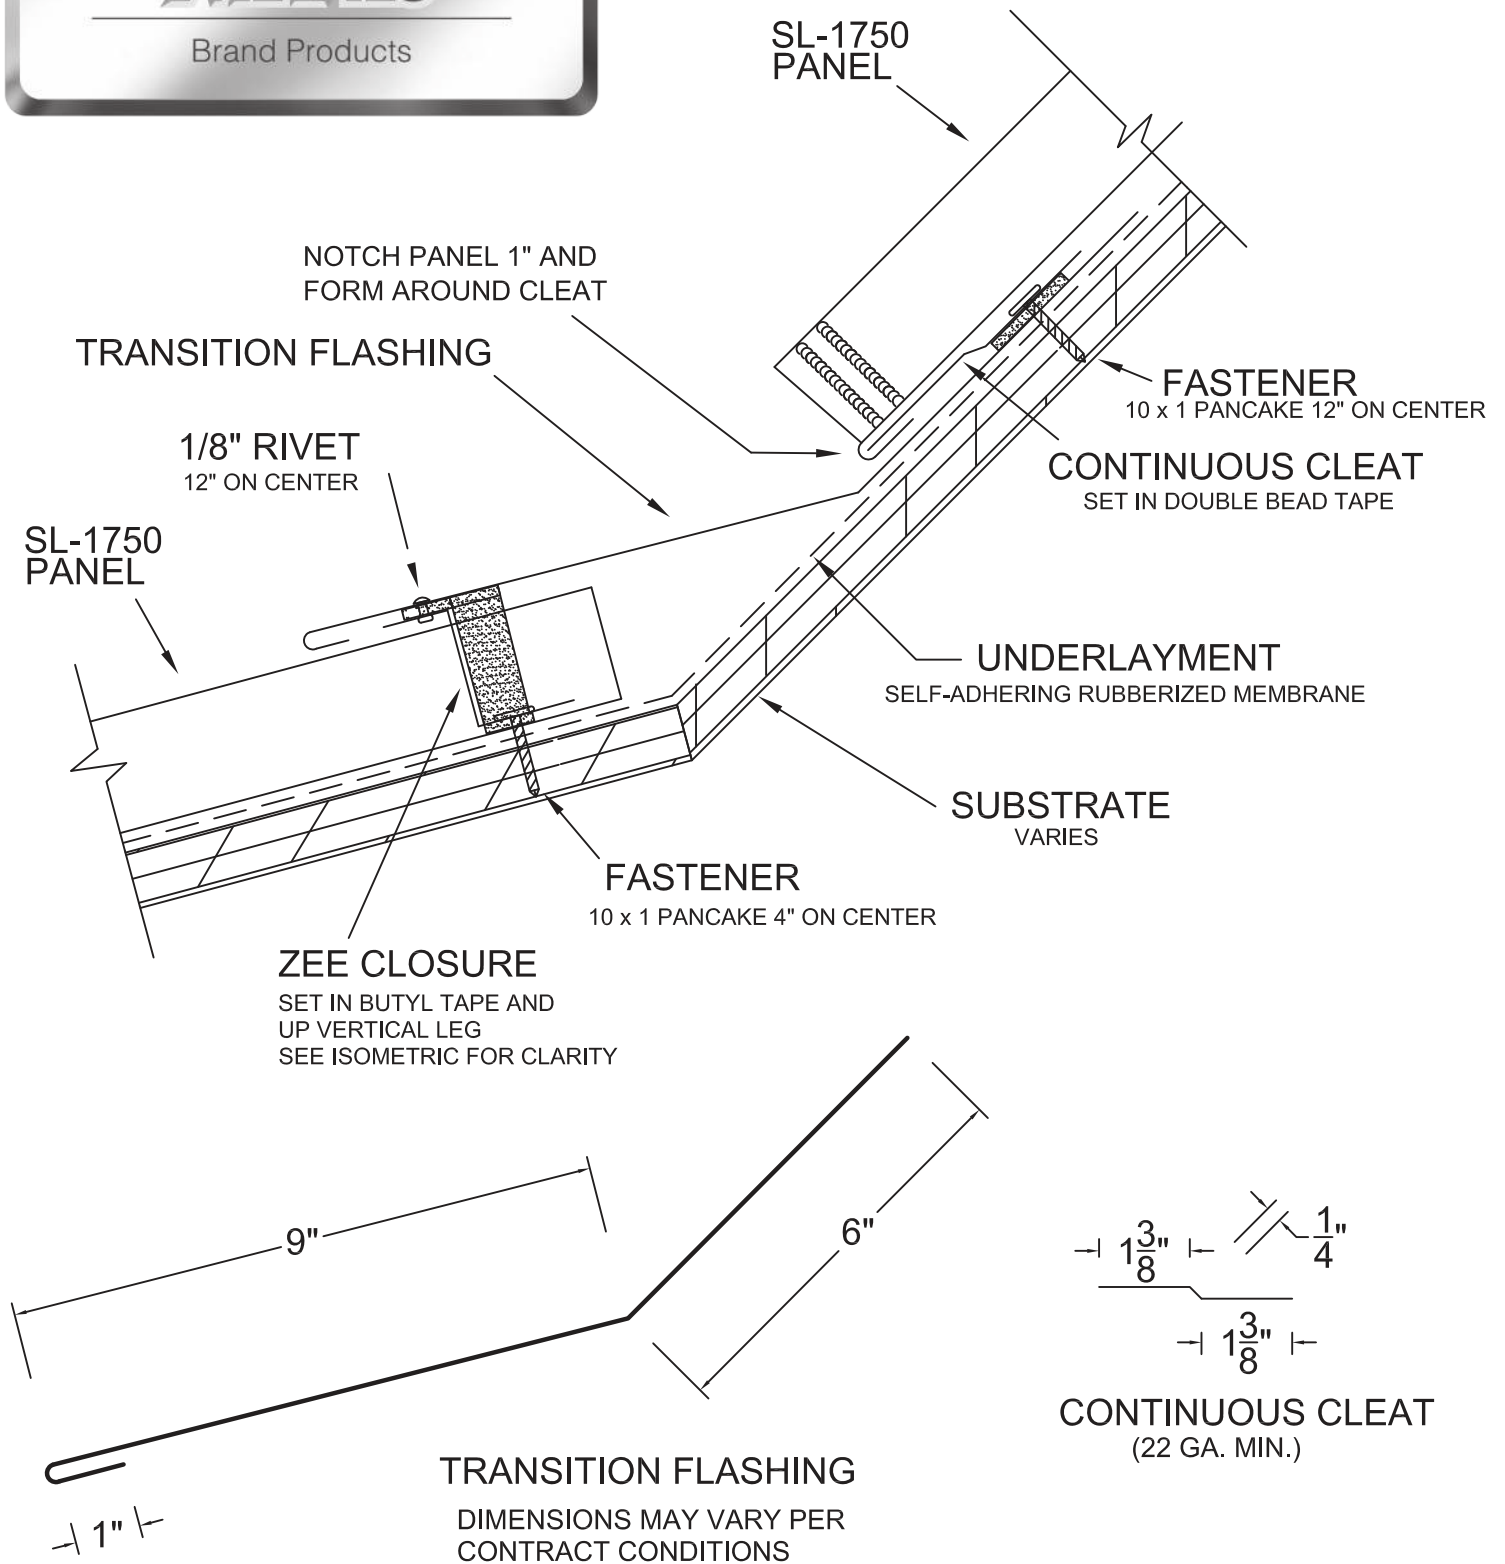 Brand Products
SL-1750
PANEL
NOTCH PANEL 1" AND
FORM AROUND CLEAT
TRANSITION FLASHING
FASTENER
10 x 1 PANCAKE 12" ON CENTER
1/8" RIVET
12" ON CENTER
CONTINUOUS CLEAT
SET IN DOUBLE BEAD TAPE
SL-1750
PANEL
UNDERLAYMENT
SELF-ADHERING RUBBERIZED MEMBRANE
SUBSTRATE
VARIES
FASTENER
10 x 1 PANCAKE 4" ON CENTER
ZEE CLOSURE
SET IN BUTYL TAPE AND
UP VERTICAL LEG
SEE ISOMETRIC FOR CLARITY
9"
6"
1 3/8"
1/4"
1 3/8"
CONTINUOUS CLEAT
(22 GA. MIN.)
TRANSITION FLASHING
DIMENSIONS MAY VARY PER
CONTRACT CONDITIONS
1"